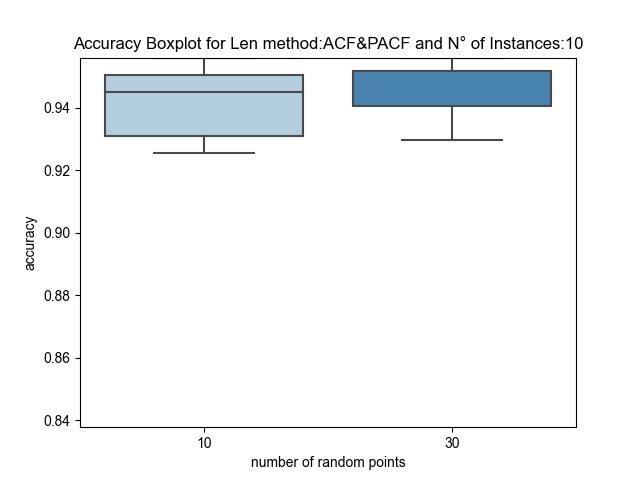 Accuracy Boxplot for Len method:ACF&PACF and N° of Instances:10
0.94
0.92
0.90
0.88
0.86
0.84
accuracy
10
30
number of random points